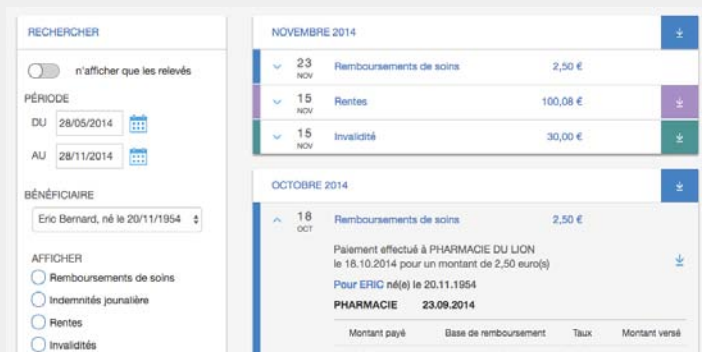 RECHERCHER
n'afficher que les relevés
PÉRIODE
DU 28/05/2014
AU 28/11/2014
BÉNÉFICIAIRE
Eric Bernard, né le 20/11/1954
AFFICHER
Remboursements de soins
Indemnités jounalière
Rentes
Invalidités
NOVEMBRE 2014
23 NOV Remboursements de soins 2,50 €
15 NOV Rentes 100,08 €
15 NOV Invalidité 30,00 €
OCTOBRE 2014
18 OCT Remboursements de soins 2,50 €
Paiement effectué à PHARMACIE DU LION
le 18.10.2014 pour un montant de 2,50 euro(s)
Pour ERIC né(e) le 20.11.1954
PHARMACIE 23.09.2014
Montant payé Base de remboursement Taux Montant versé